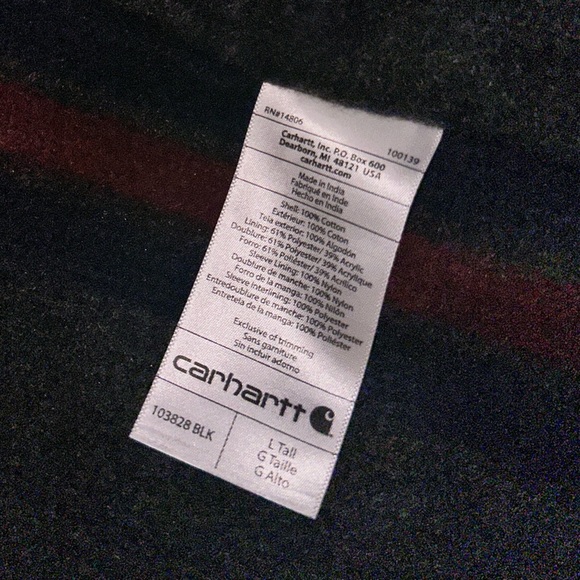 RN#14806
100139
Carhartt, Inc. P.O. Box 600
Dearborn, MI 48121 USA
carhartt.com
Made in India
Fabriqué en Inde
Hecho en India
Shell: 100% Cotton
Extérieur: 100% Coton
Tela exterior: 100% Algodón
Lining: 61% Polyester/ 39% Acrylic
Doublure: 61% Polyester/ 39% Acrylique
Forro: 61% Poliéster/ 39% Acrílico
Sleeve Lining: 100% Nylon
Doublure de manche: 100% Nylon
Forro de la manga: 100% Nilón
Sleeve Interlining: 100% Polyester
Entredoublure de manche: 100% Polyester
Entretela de la manga: 100% Poliéster
Exclusive of trimming
Sans garniture
Sin incluir adorno
carhartt
103828 BLK
L Tall
G Taille
G Alto